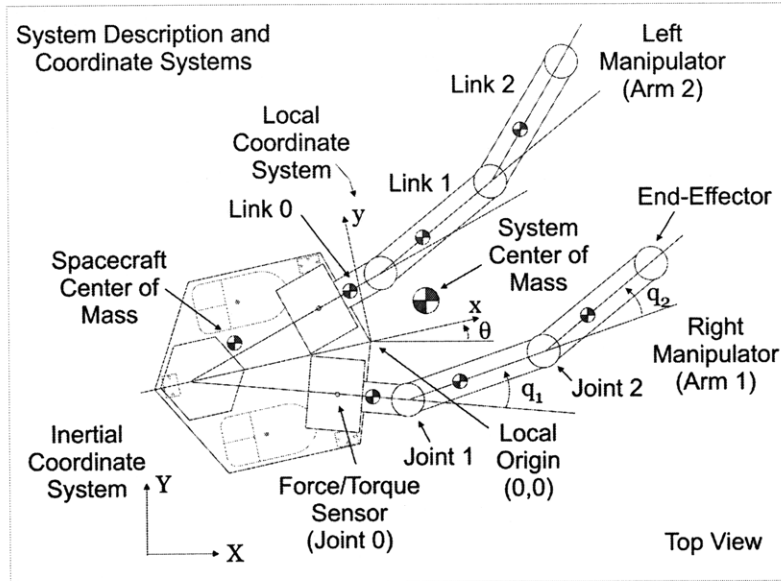 System Description and
Coordinate Systems
Left
Manipulator
(Arm 2)
Link 2
Local
Coordinate
System
Link 1
Link 0
y
End-Effector
System
Center of
Mass
Spacecraft
Center of
Mass
x
θ
q₂
Right
Manipulator
(Arm 1)
q₁
Joint 2
Joint 1
Local
Origin
(0,0)
Inertial
Coordinate
System
Y
X
Force/Torque
Sensor
(Joint 0)
Top View